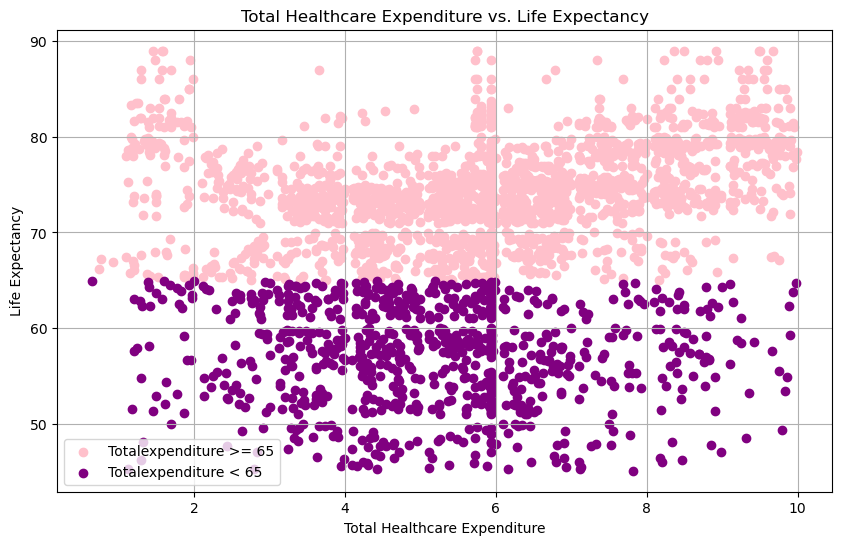 Total Healthcare Expenditure vs. Life Expectancy
90
80
70
60
50
Life Expectancy
Totalexpenditure >= 65
Totalexpenditure < 65
2 4 6 8 10
Total Healthcare Expenditure